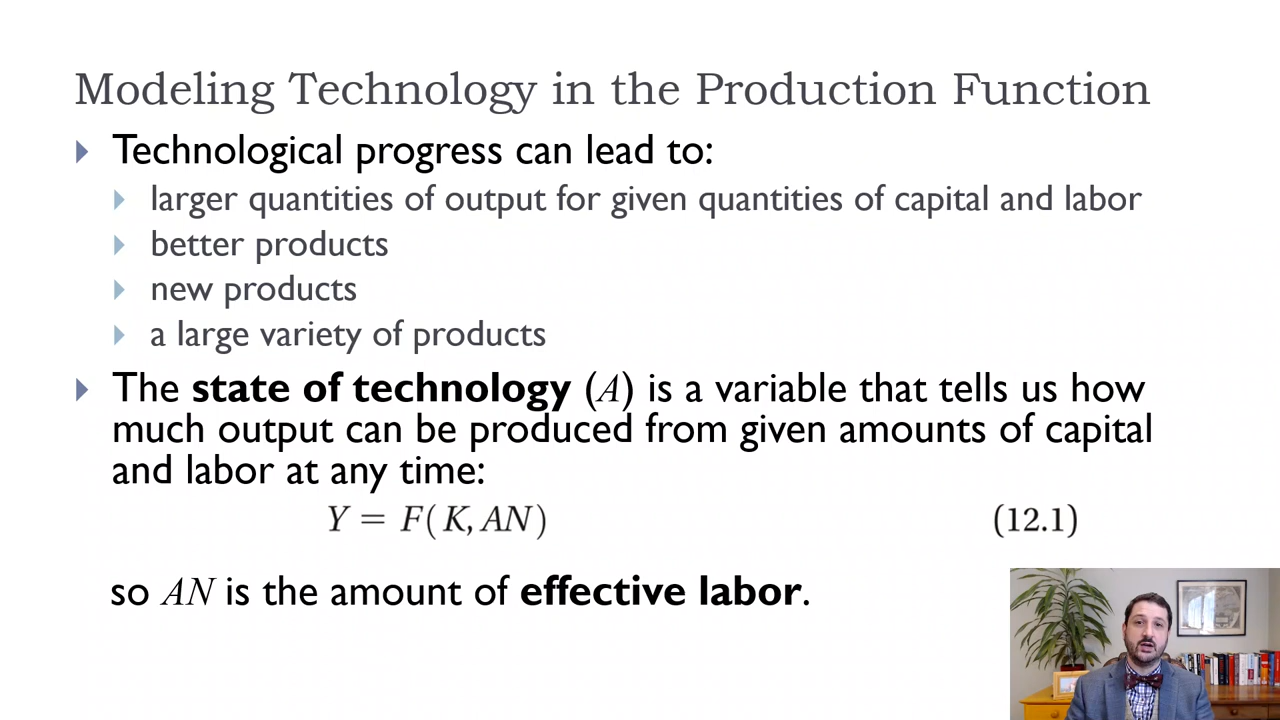 Modeling Technology in the Production Function
Technological progress can lead to:
larger quantities of output for given quantities of capital and labor
better products
new products
a large variety of products
The state of technology (A) is a variable that tells us how
much output can be produced from given amounts of capital
and labor at any time:
Y = F(K, AN) (12.1)
so AN is the amount of effective labor.